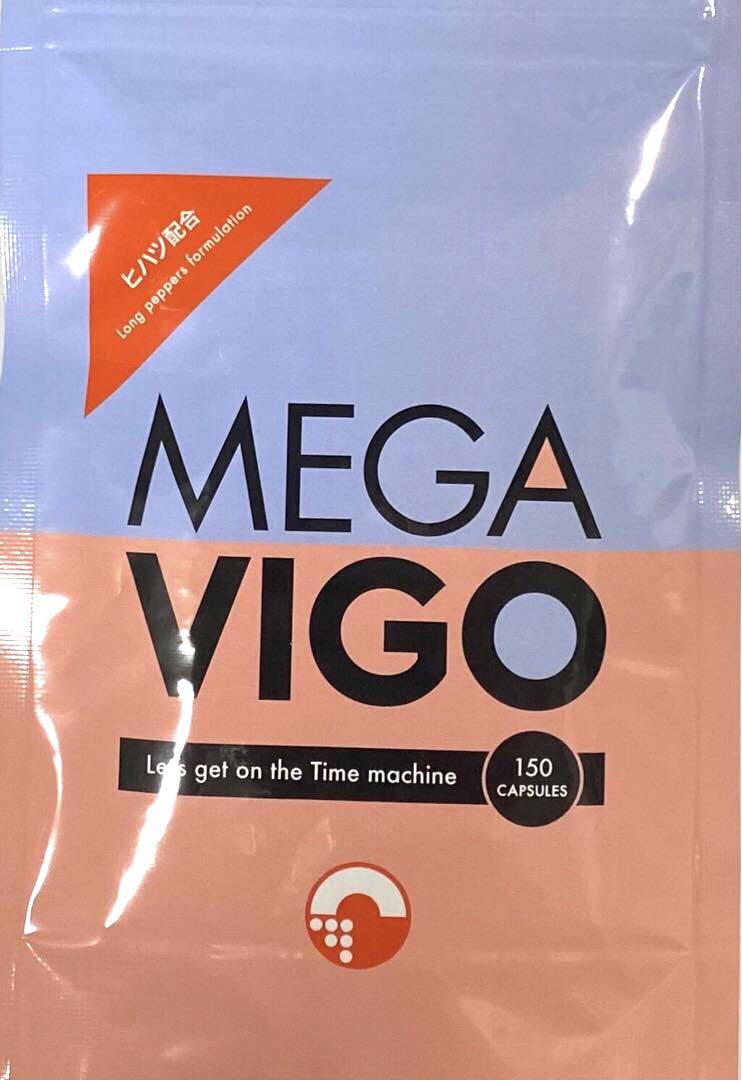 ヒハツ配合
Long peppers formulation
MEGA
VIGO
Let's get on the Time machine
150
CAPSULES